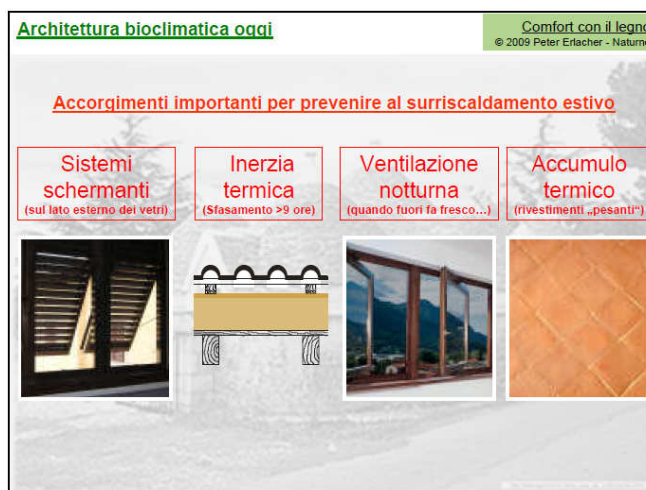 Architettura bioclimatica oggi
Comfort con il legno
© 2009 Peter Erlacher - Naturno
Accorgimenti importanti per prevenire al surriscaldamento estivo
Sistemi
schermanti
(sul lato esterno dei vetri)
Inerzia
termica
(Sfasamento >9 ore)
Ventilazione
notturna
(quando fuori fa fresco...)
Accumulo
termico
(rivestimenti „pesanti“)